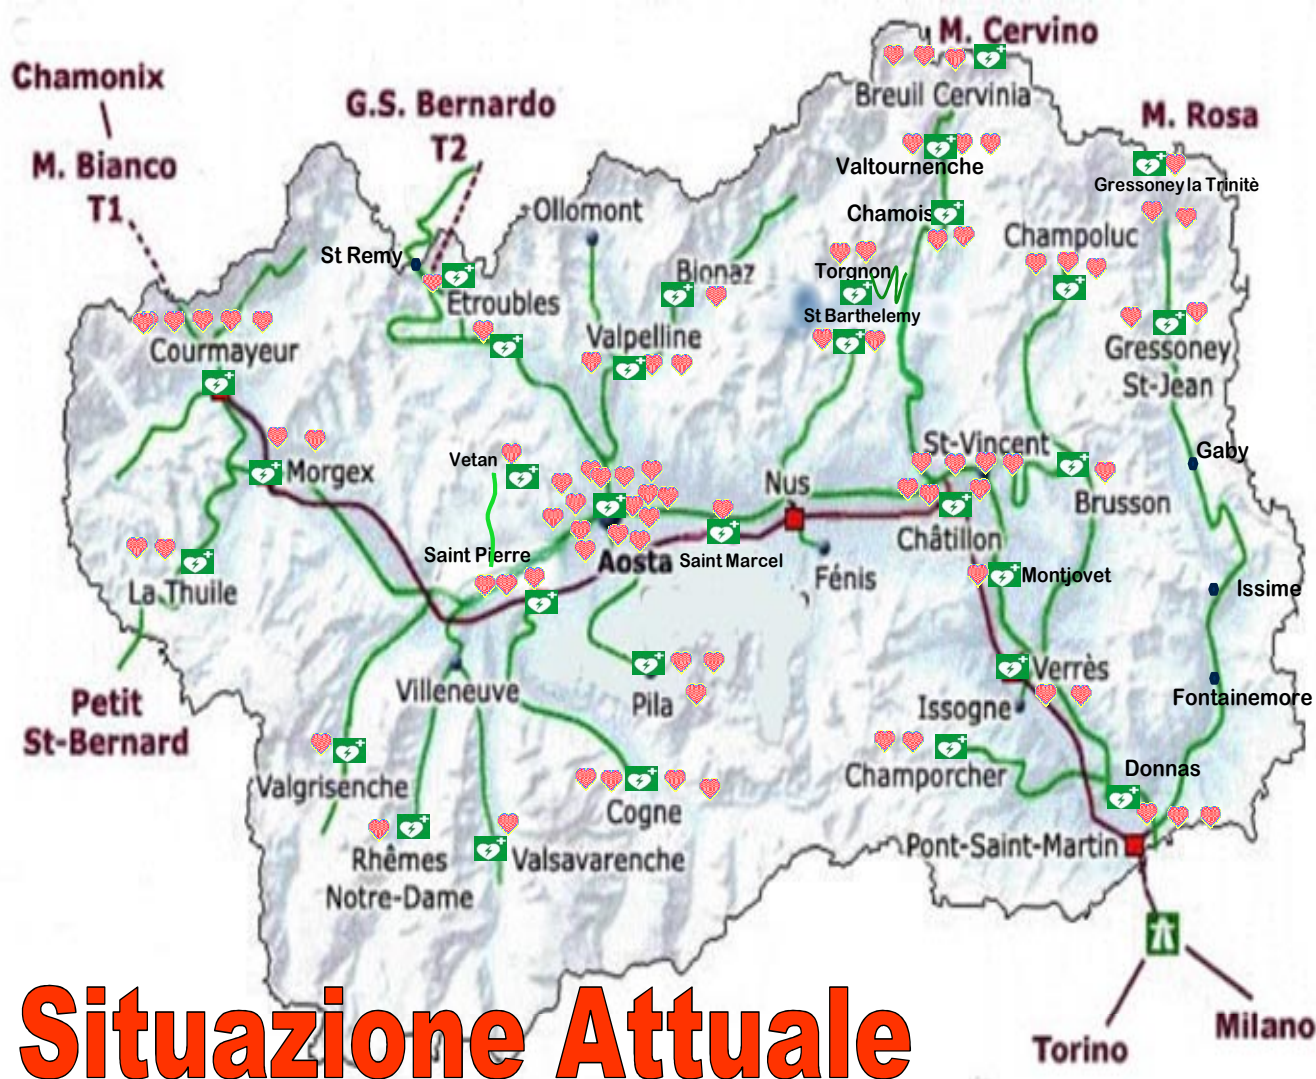 M. Cervino
Chamonix
Breuil Cervinia
G.S. Bernardo
M. Rosa
T2
M. Bianco
Valtournenche
Gressoney la Trinitè
T1
Ollomont
Chamois
Champoluc
St Remy
Bionaz
Torgnon
Etroubles
St Barthelemy
Valpelline
Courmayeur
Gressoney
St-Jean
St-Vincent
Gaby
Vetan
Morgex
Nus
Brusson
Châtillon
Saint Pierre
Aosta
Saint Marcel
Fénis
Montjovet
Issime
La Thuile
Verrès
Villeneuve
Petit
St-Bernard
Pila
Issogne
Fontainemore
Valgrisenche
Champorcher
Donnas
Cogne
Rhêmes
Notre-Dame
Valsavarenche
Pont-Saint-Martin
Torino
Milano
Situazione Attuale